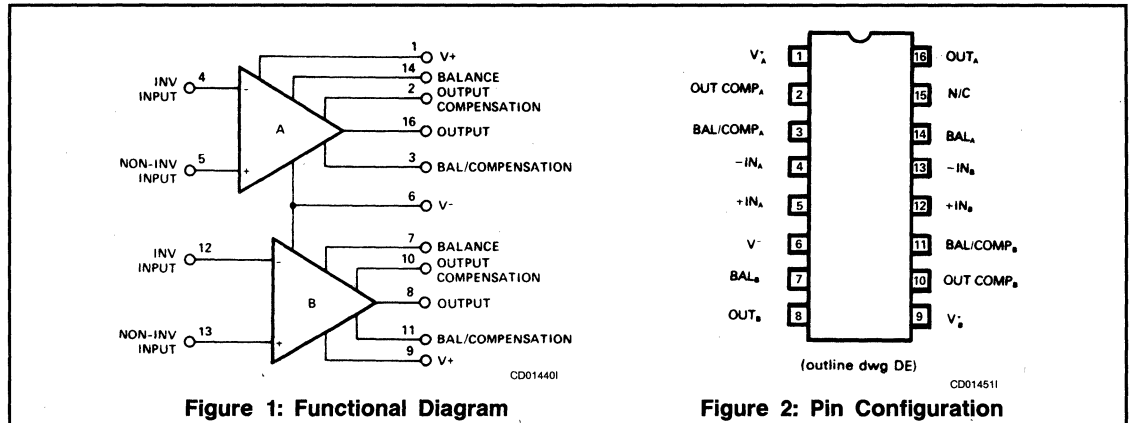 1 V+
14 BALANCE
2 OUTPUT
COMPENSATION
INV
INPUT
4
-
A
16 OUTPUT
NON-INV
INPUT
5
+
3 BAL/COMPENSATION
6 V-
7 BALANCE
10 OUTPUT
COMPENSATION
INV
INPUT
12
-
B
8 OUTPUT
NON-INV
INPUT
13
+
11 BAL/COMPENSATION
9 V+
CD01440I
Figure 1: Functional Diagram
V+A 1 16 OUTA
OUT COMPA 2 15 N/C
BAL/COMPA 3 14 BALA
-INA 4 13 -INB
+INA 5 12 +INB
V- 6 11 BAL/COMPB
BALB 7 10 OUT COMPB
OUTB 8 9 V+B
(outline dwg DE)
CD01451I
Figure 2: Pin Configuration